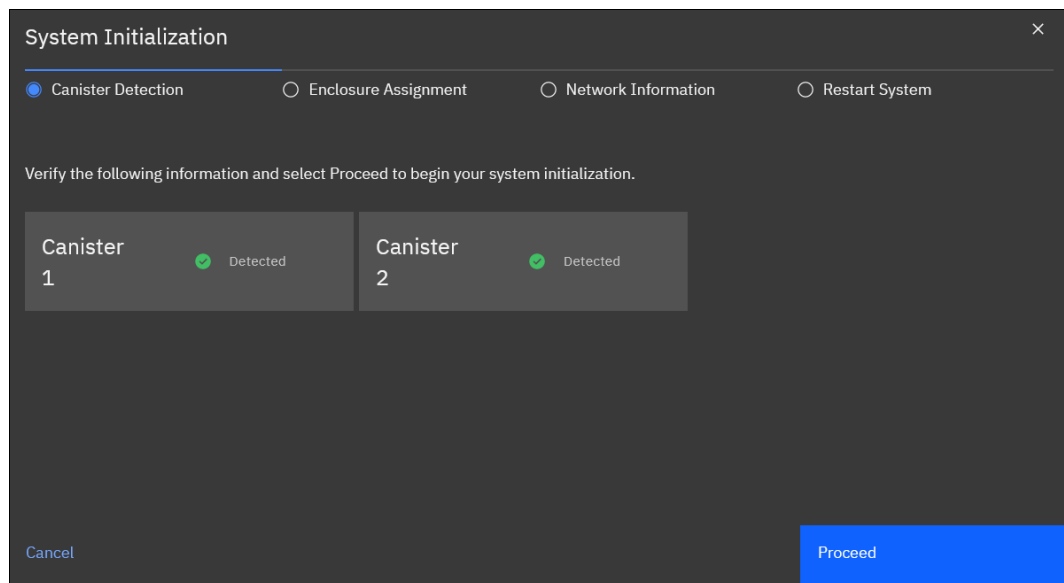 System Initialization
Canister Detection
Enclosure Assignment
Network Information
Restart System
Verify the following information and select Proceed to begin your system initialization.
Canister
1
Detected
Canister
2
Detected
Cancel
Proceed